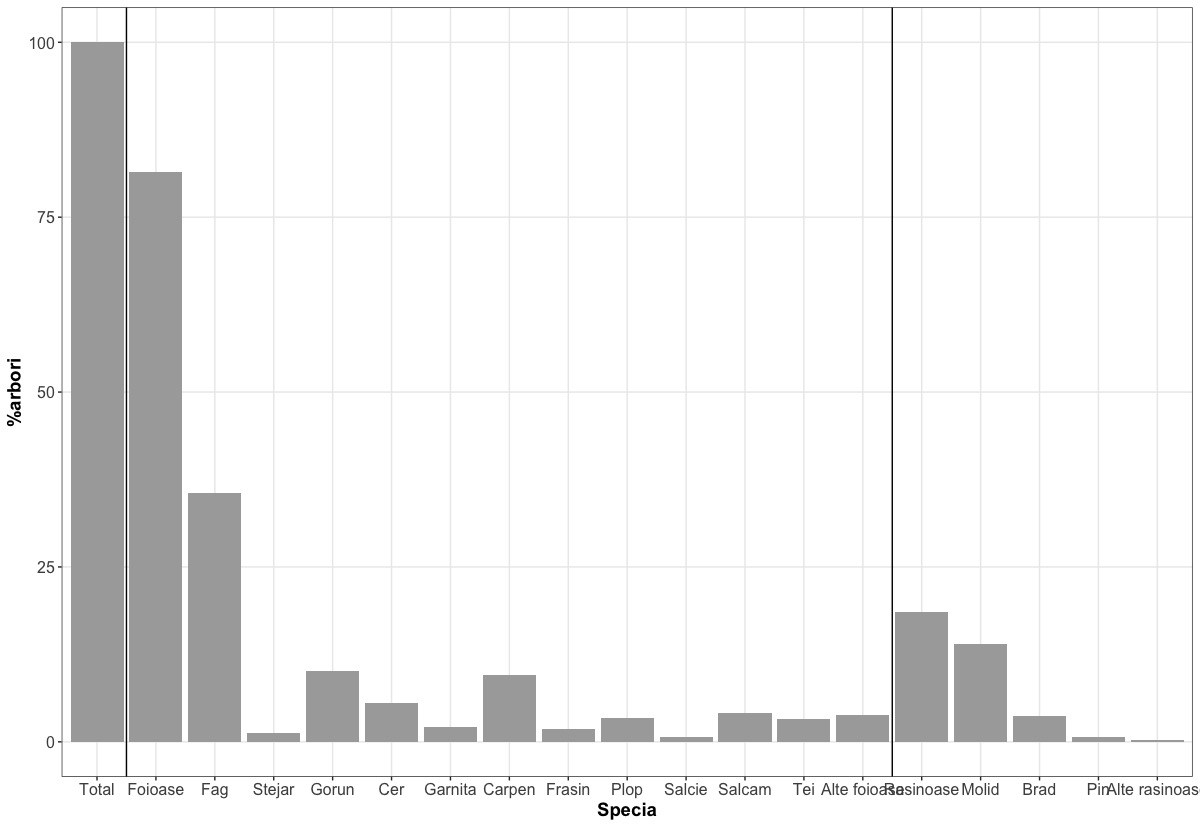 100
75
50
25
0
%arbori
Total Foioase Fag Stejar Gorun Cer Garnita Carpen Frasin Plop Salcie Salcam Tei Alte foioase Rasinoase Molid Brad Pin Alte rasinoas
Specia